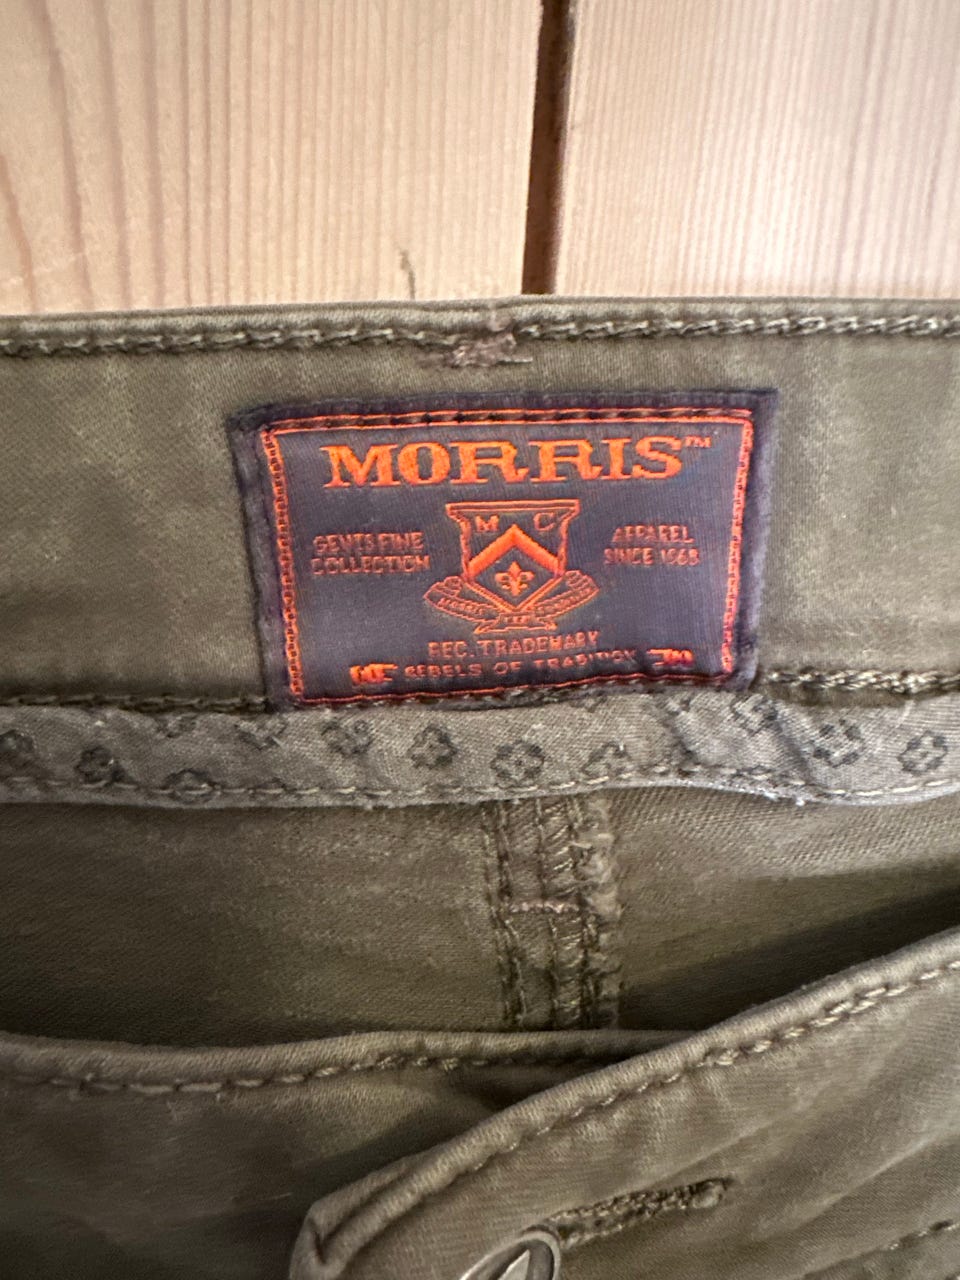 MORRIS™
M C
GENTS FINE
COLLECTION
APPAREL
SINCE 1968
REG. TRADEMARK
REBELS OF TRADITION